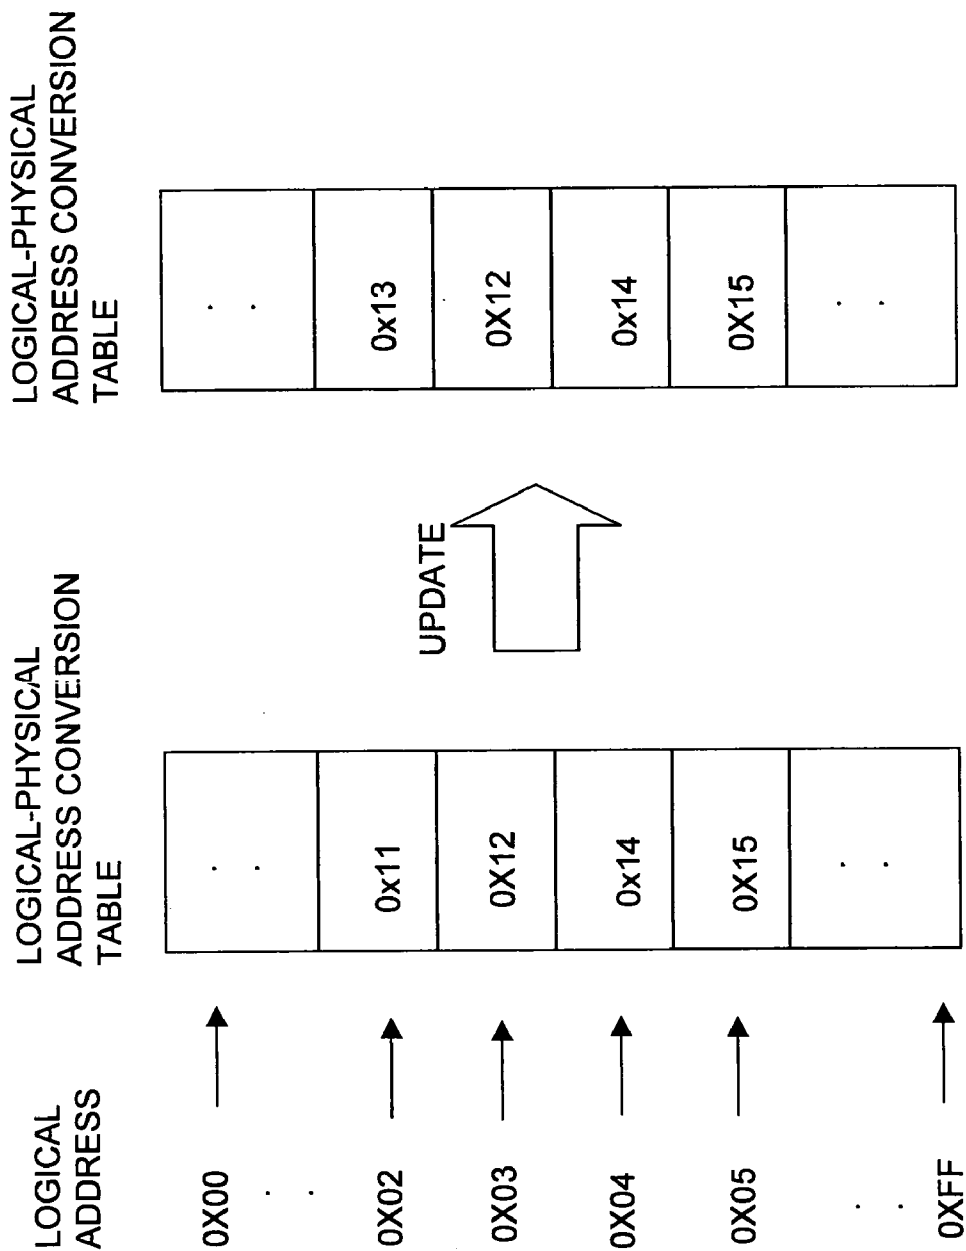 LOGICAL
ADDRESS
0X00
0X02
0X03
0X04
0X05
0XFF
LOGICAL-PHYSICAL
ADDRESS CONVERSION
TABLE
0x11
0X12
0x14
0X15
UPDATE
LOGICAL-PHYSICAL
ADDRESS CONVERSION
TABLE
0x13
0X12
0x14
0X15